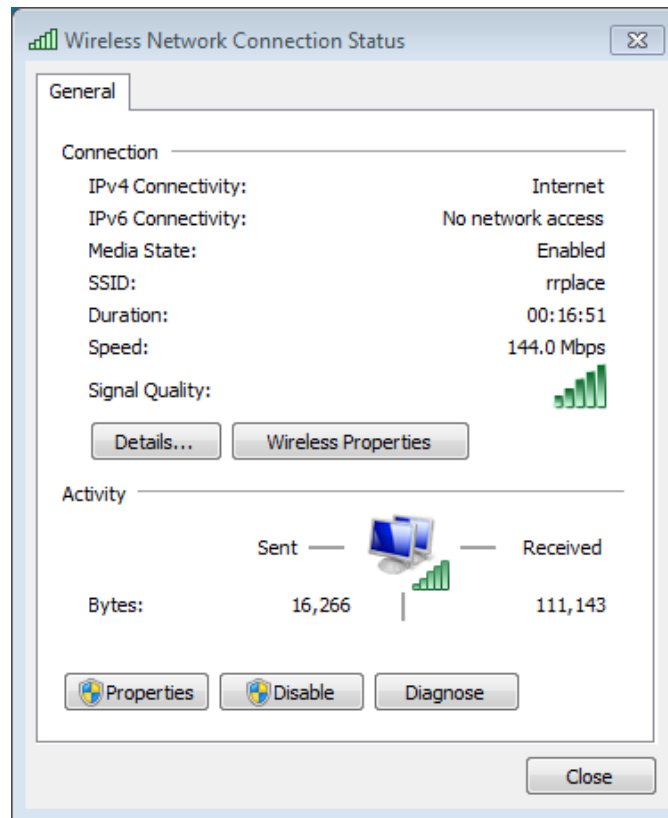 Wireless Network Connection Status
General
Connection
IPv4 Connectivity: Internet
IPv6 Connectivity: No network access
Media State: Enabled
SSID: rrplace
Duration: 00:16:51
Speed: 144.0 Mbps
Signal Quality:
Details... Wireless Properties
Activity
Sent Received
Bytes: 16,266 111,143
Properties Disable Diagnose
Close